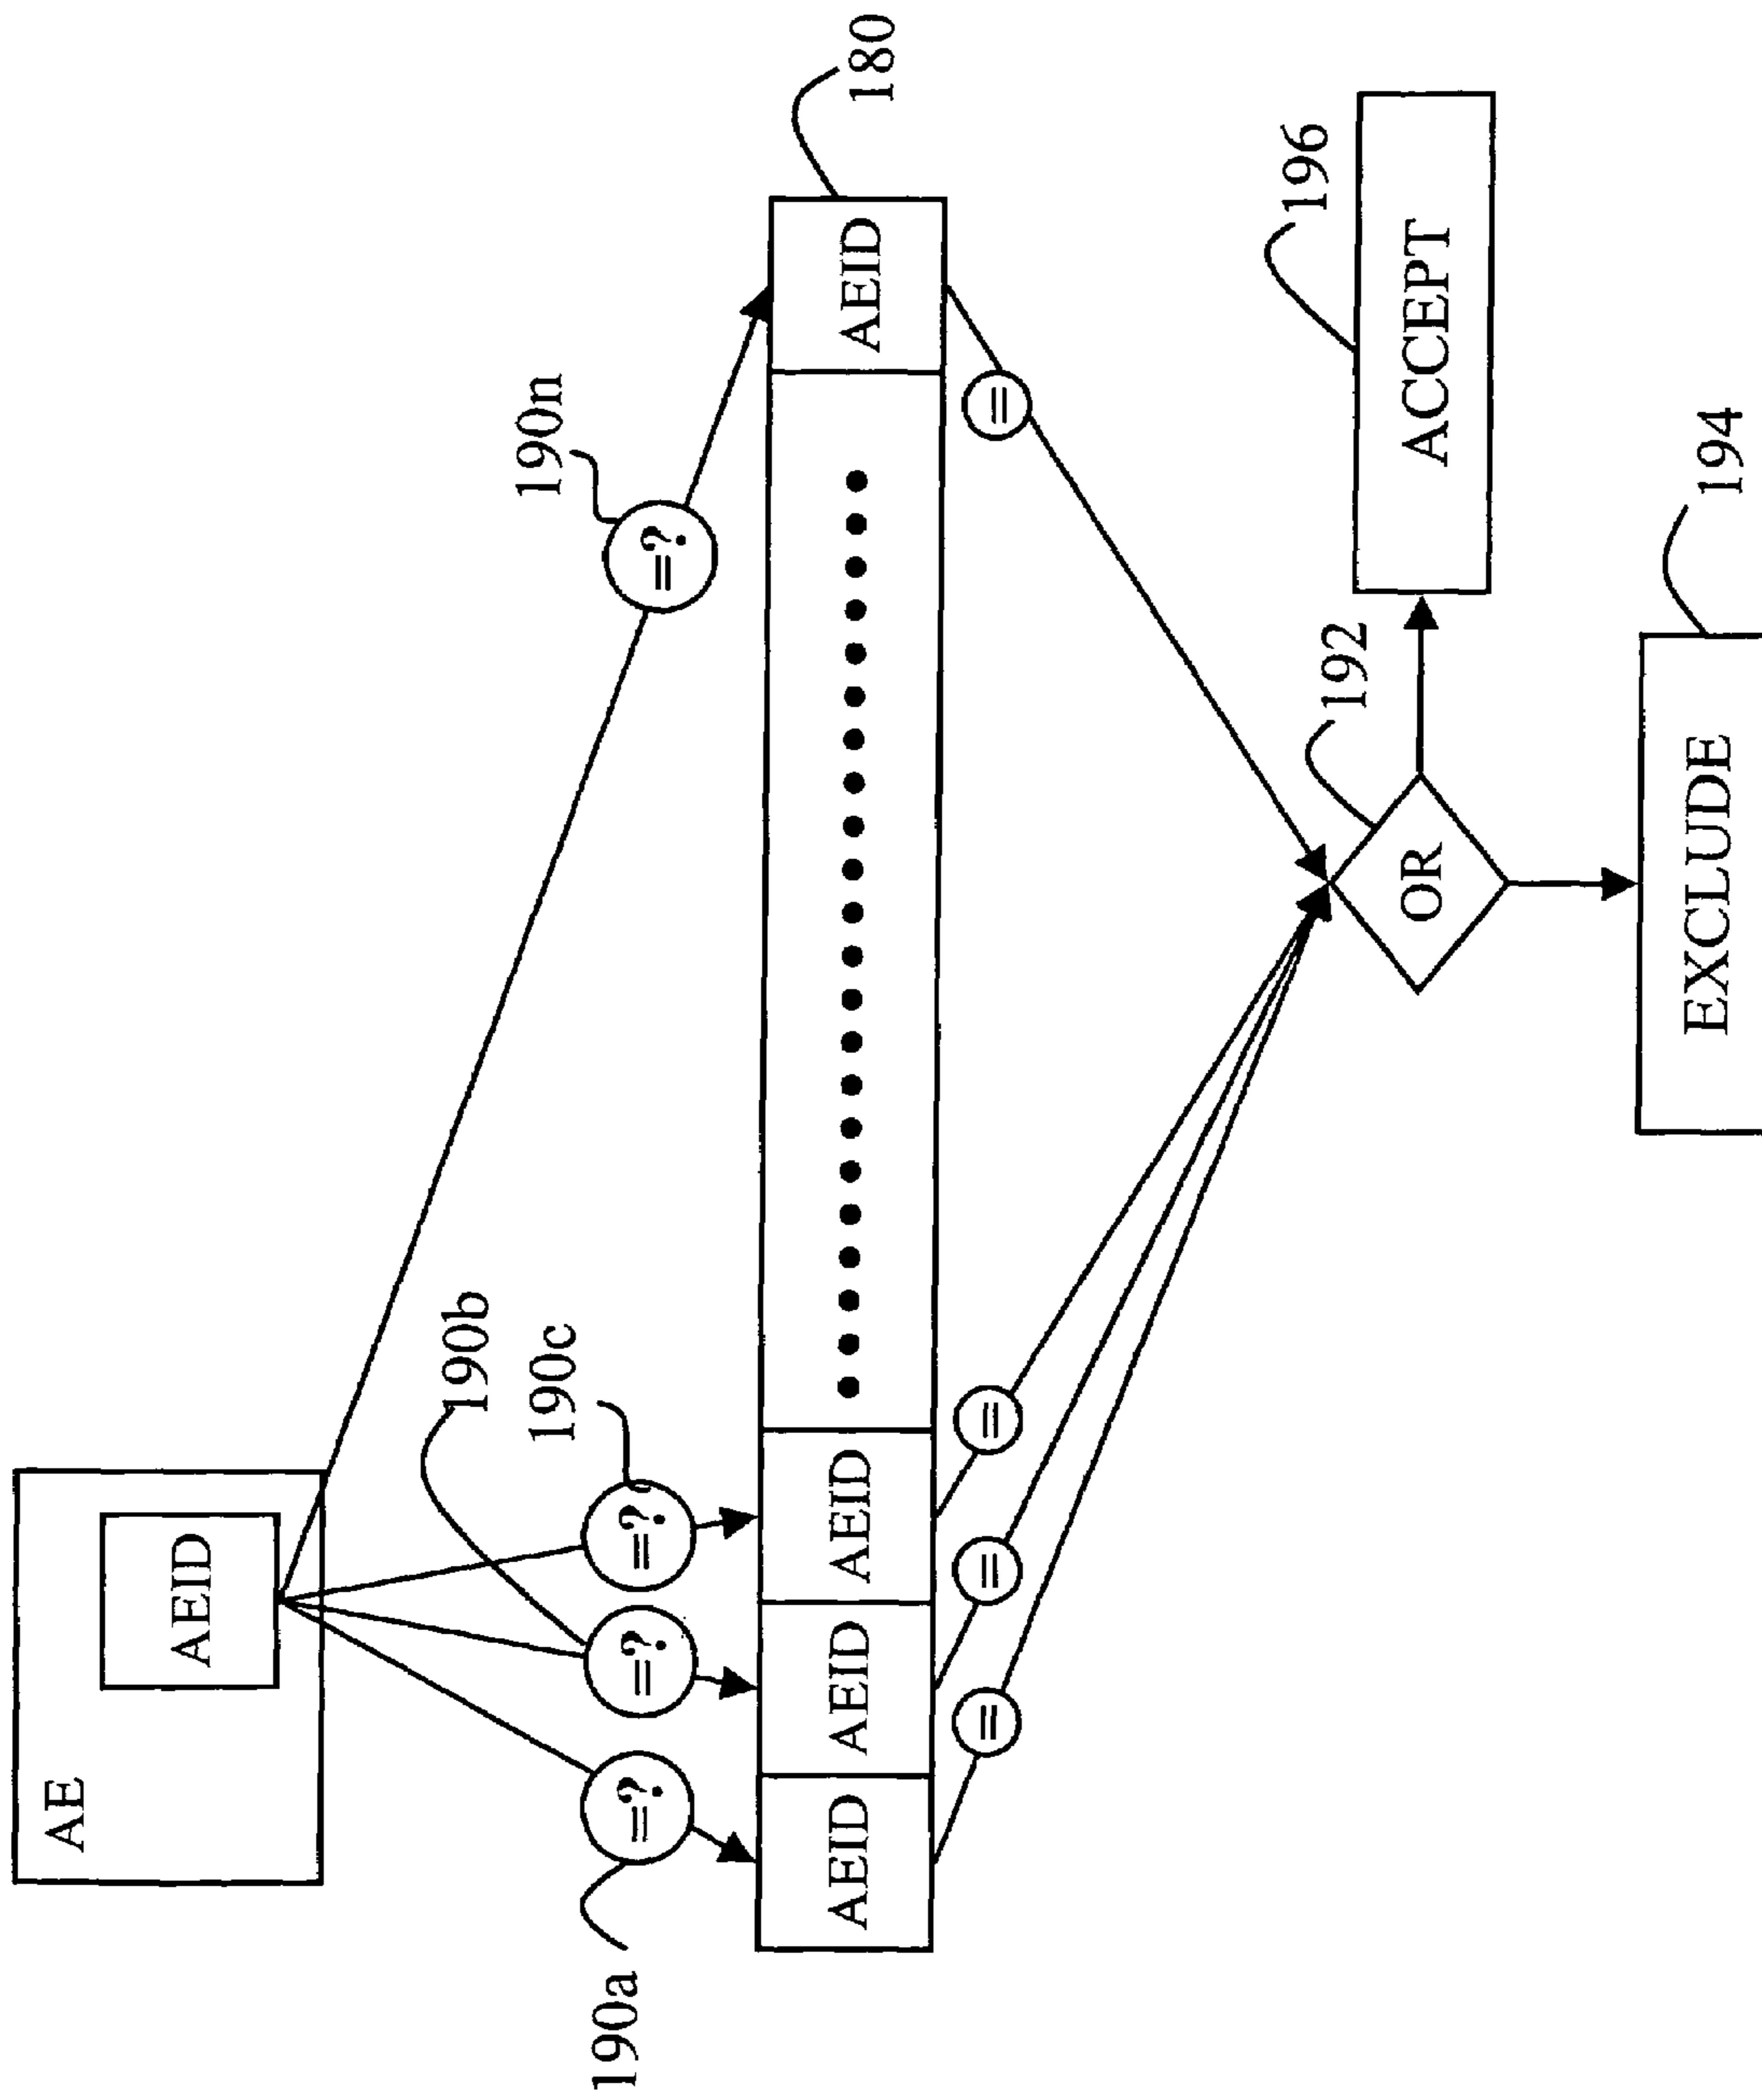 AE
AEID
190b
190c
190n
190a
=?
=?
=?
=?
180
AEID
AEID
AEID
AEID
=
=
=
=
192
OR
196
ACCEPT
194
EXCLUDE